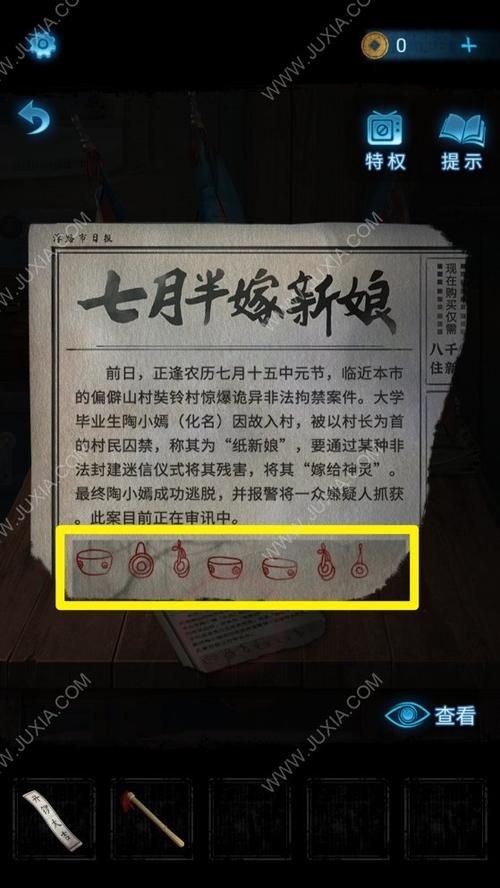 0
特权
提示
市日报
七月半嫁新娘
现在购买仅需
八千
住新
前日，正逢农历七月十五中元节，临近本市
的偏僻山村奘铃村惊爆诡异非法拘禁案件。大学
毕业生陶小嫣（化名）因故入村，被以村长为首
的村民囚禁，称其为“纸新娘”，要通过某种非
法封建迷信仪式将其残害，将其“嫁给神灵”。
最终陶小嫣成功逃脱，并报警将一众嫌疑人抓获
。此案目前正在审讯中。
查看
WWW.JUXIA.COM